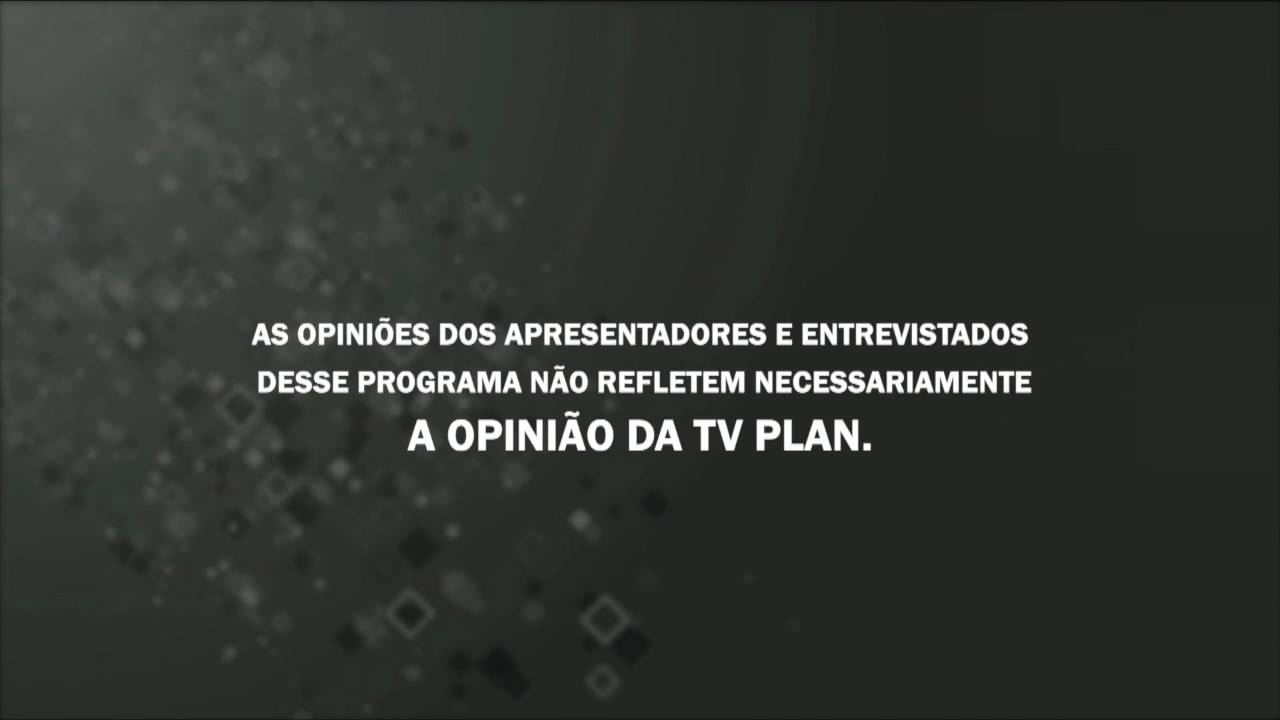 AS OPINIÕES DOS APRESENTADORES E ENTREVISTADOS
DESSE PROGRAMA NÃO REFLETEM NECESSARIAMENTE
A OPINIÃO DA TV PLAN.